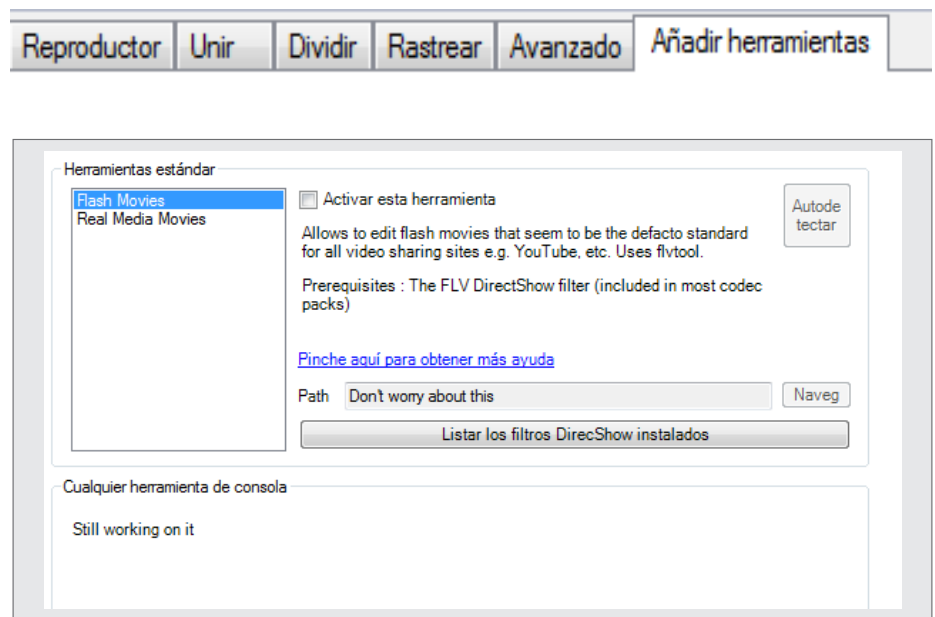 Reproductor Unir Dividir Rastrear Avanzado Añadir herramientas
Herramientas estándar
Flash Movies
Real Media Movies
Activar esta herramienta
Allows to edit flash movies that seem to be the defacto standard
for all video sharing sites e.g. YouTube, etc. Uses flvtool.
Prerequisites : The FLV DirectShow filter (included in most codec
packs)
Autode
tectar
Pinche aquí para obtener más ayuda
Path Don't worry about this Naveg
Listar los filtros DirecShow instalados
Cualquier herramienta de consola
Still working on it